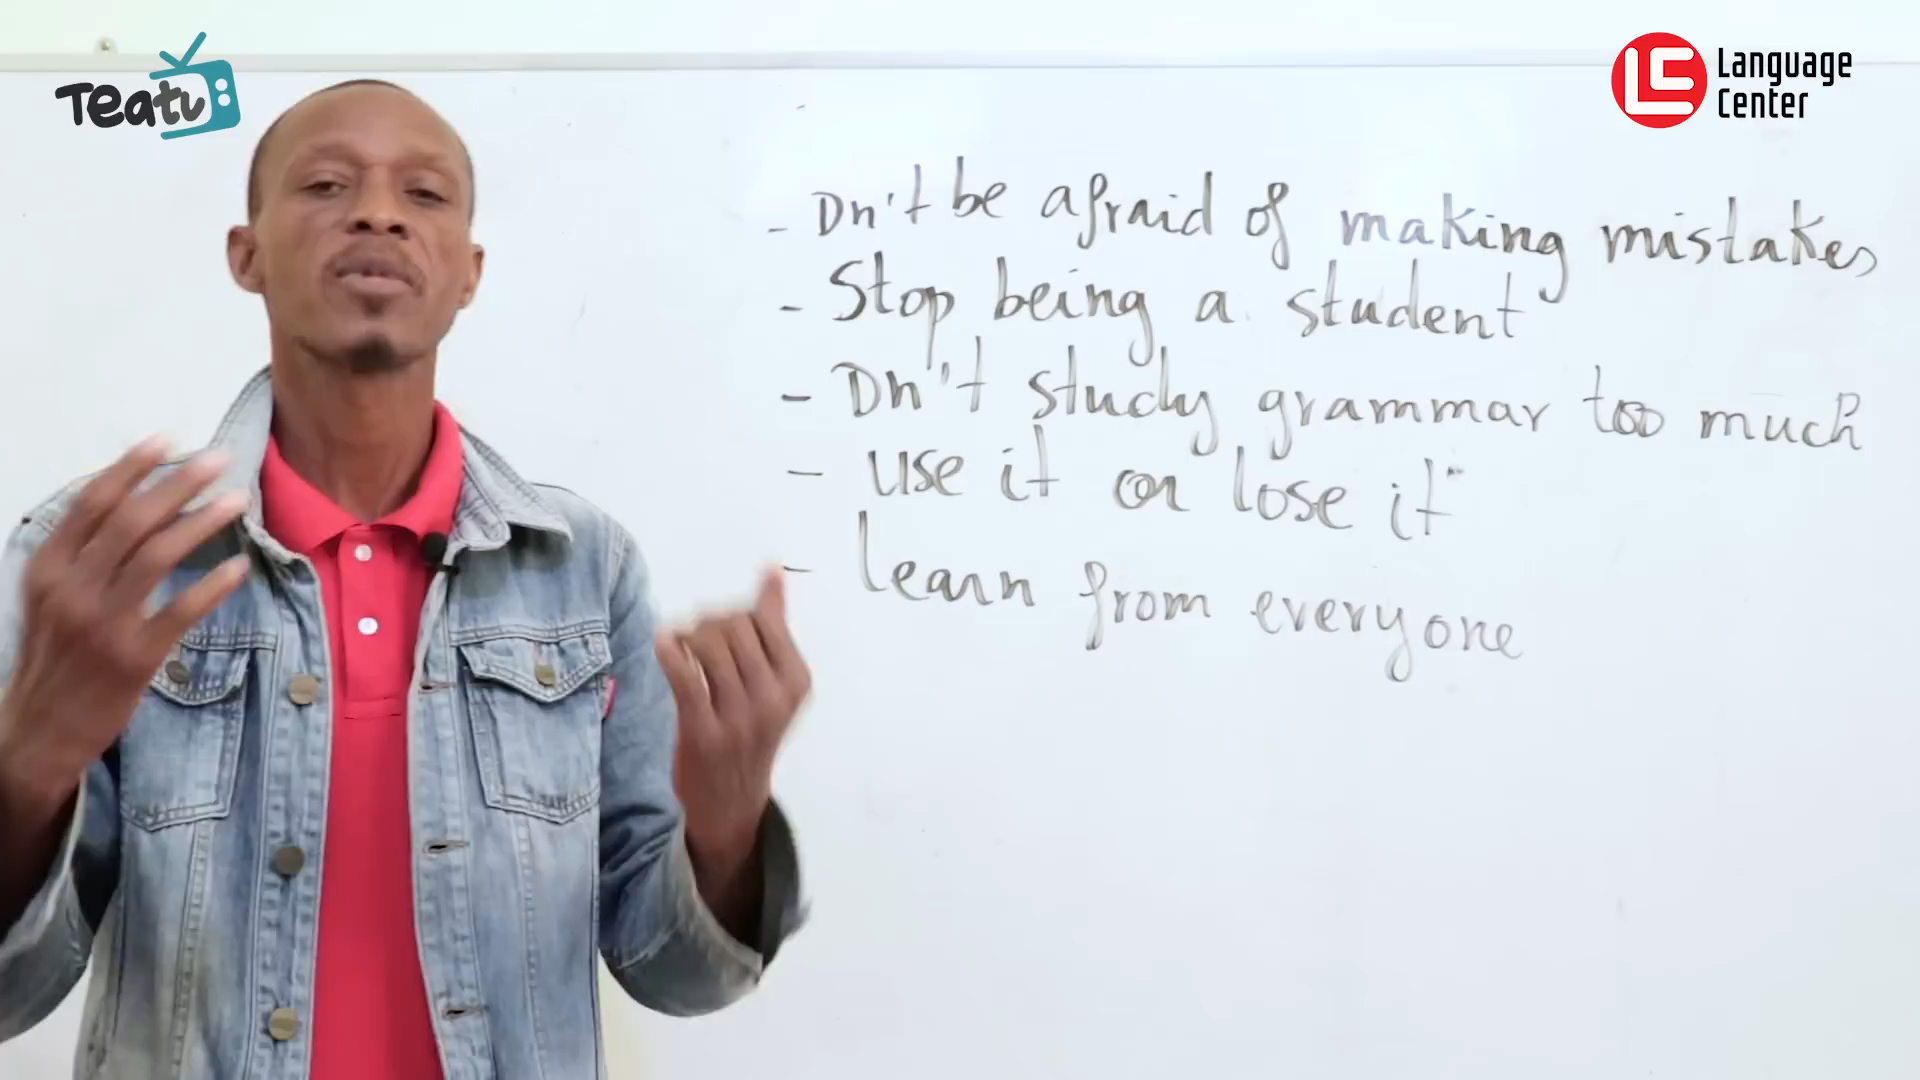 Teatv
LC Language
Center
- Dn't be afraid of making mistakes
- Stop being a student
- Dn't study grammar too much
- use it or lose it
- learn from everyone